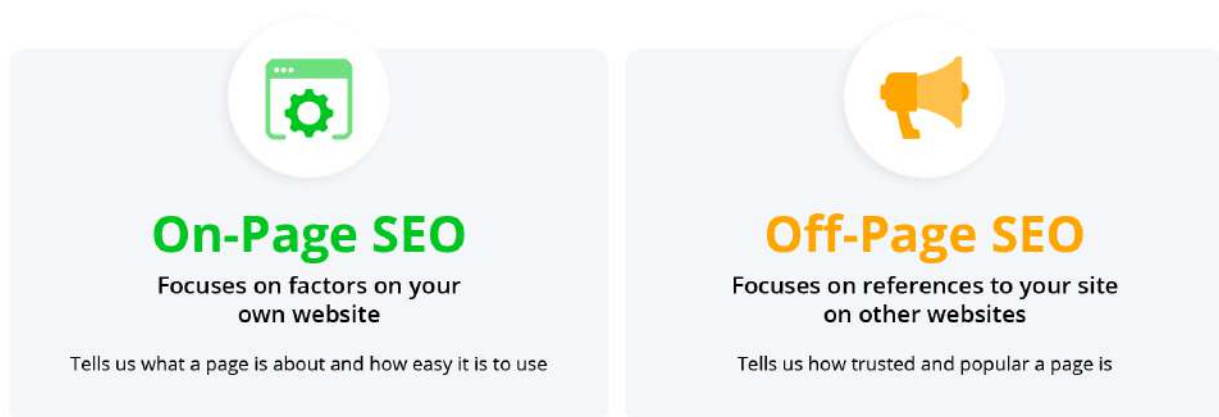 On-Page SEO
Focuses on factors on your
own website
Tells us what a page is about and how easy it is to use
Off-Page SEO
Focuses on references to your site
on other websites
Tells us how trusted and popular a page is